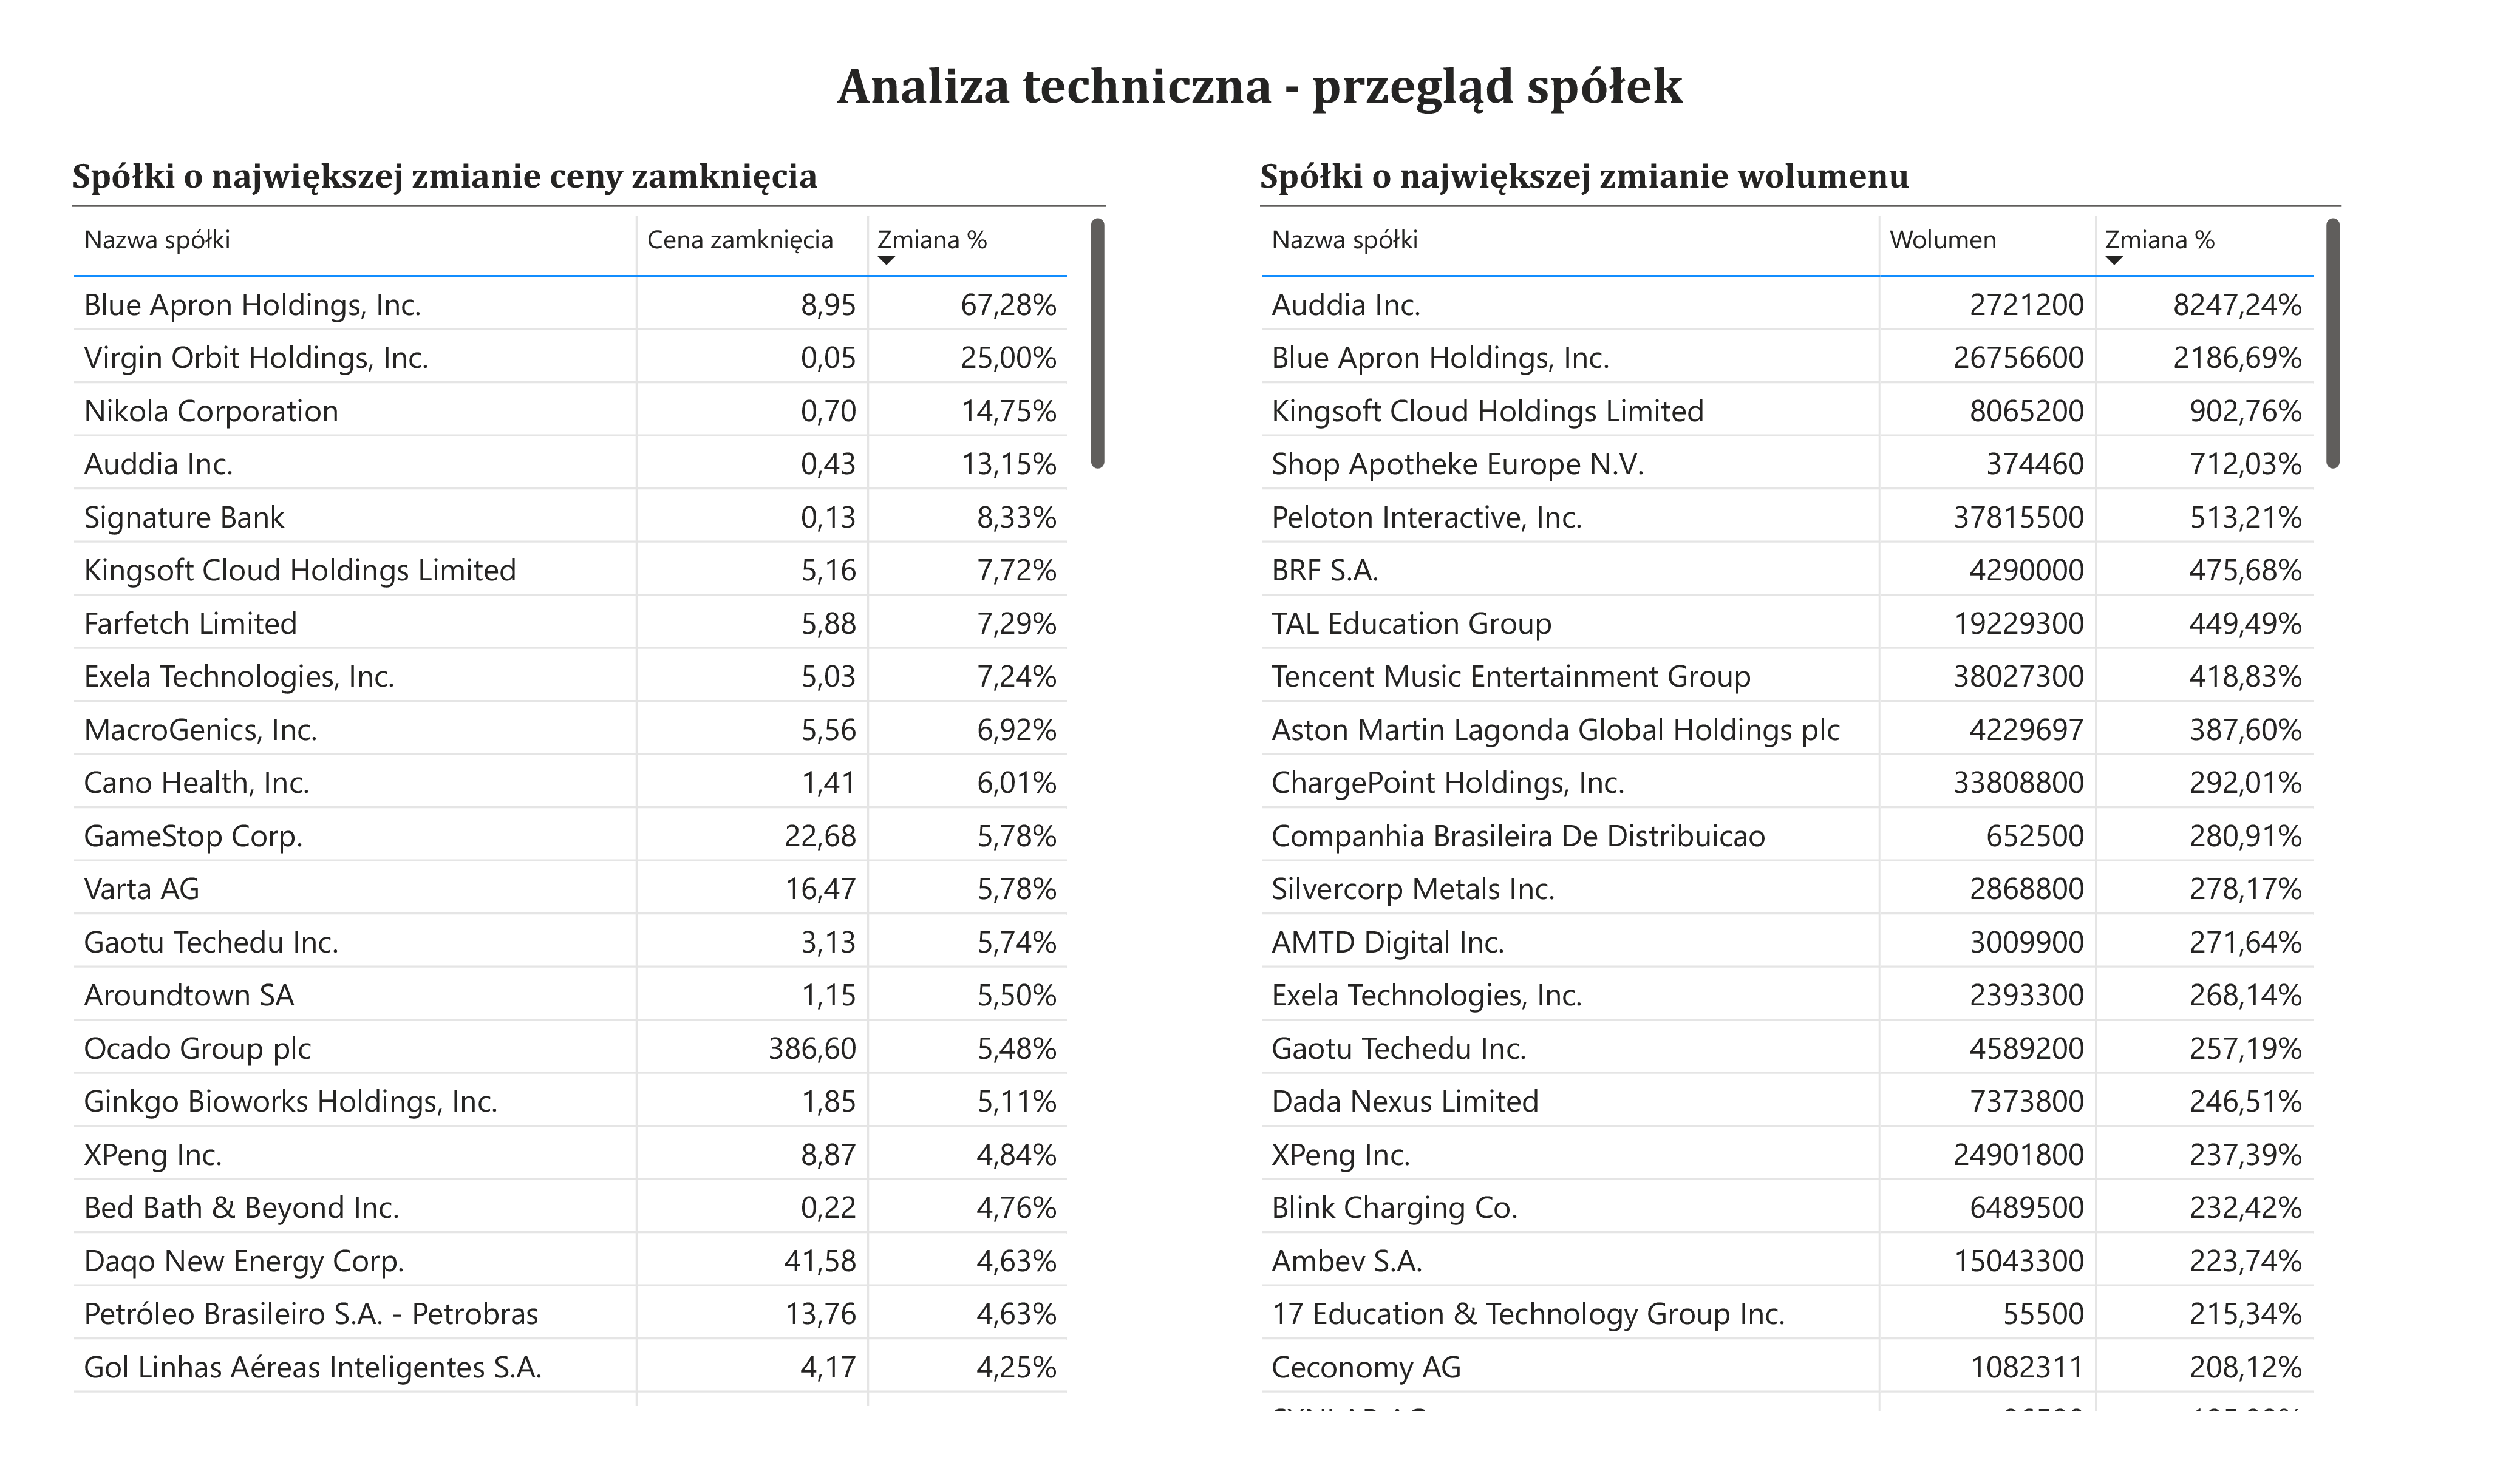 Analiza techniczna - przegląd spółek
Spółki o największej zmianie ceny zamknięcia
Nazwa spółki Cena zamknięcia Zmiana %
Blue Apron Holdings, Inc. 8,95 67,28%
Virgin Orbit Holdings, Inc. 0,05 25,00%
Nikola Corporation 0,70 14,75%
Auddia Inc. 0,43 13,15%
Signature Bank 0,13 8,33%
Kingsoft Cloud Holdings Limited 5,16 7,72%
Farfetch Limited 5,88 7,29%
Exela Technologies, Inc. 5,03 7,24%
MacroGenics, Inc. 5,56 6,92%
Cano Health, Inc. 1,41 6,01%
GameStop Corp. 22,68 5,78%
Varta AG 16,47 5,78%
Gaotu Techedu Inc. 3,13 5,74%
Aroundtown SA 1,15 5,50%
Ocado Group plc 386,60 5,48%
Ginkgo Bioworks Holdings, Inc. 1,85 5,11%
XPeng Inc. 8,87 4,84%
Bed Bath & Beyond Inc. 0,22 4,76%
Daqo New Energy Corp. 41,58 4,63%
Petróleo Brasileiro S.A. - Petrobras 13,76 4,63%
Gol Linhas Aéreas Inteligentes S.A. 4,17 4,25%
Spółki o największej zmianie wolumenu
Nazwa spółki Wolumen Zmiana %
Auddia Inc. 2721200 8247,24%
Blue Apron Holdings, Inc. 26756600 2186,69%
Kingsoft Cloud Holdings Limited 8065200 902,76%
Shop Apotheke Europe N.V. 374460 712,03%
Peloton Interactive, Inc. 37815500 513,21%
BRF S.A. 4290000 475,68%
TAL Education Group 19229300 449,49%
Tencent Music Entertainment Group 38027300 418,83%
Aston Martin Lagonda Global Holdings plc 4229697 387,60%
ChargePoint Holdings, Inc. 33808800 292,01%
Companhia Brasileira De Distribuicao 652500 280,91%
Silvercorp Metals Inc. 2868800 278,17%
AMTD Digital Inc. 3009900 271,64%
Exela Technologies, Inc. 2393300 268,14%
Gaotu Techedu Inc. 4589200 257,19%
Dada Nexus Limited 7373800 246,51%
XPeng Inc. 24901800 237,39%
Blink Charging Co. 6489500 232,42%
Ambev S.A. 15043300 223,74%
17 Education & Technology Group Inc. 55500 215,34%
Ceconomy AG 1082311 208,12%